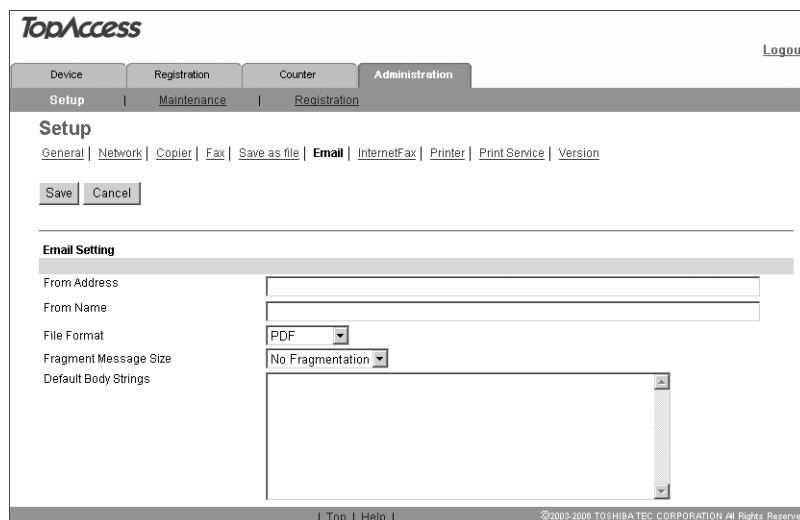 TopAccess
Logou
Device Registration Counter Administration
Setup | Maintenance | Registration
Setup
General | Network | Copier | Fax | Save as file | Email | InternetFax | Printer | Print Service | Version
Save Cancel
Email Setting
From Address
From Name
File Format PDF
Fragment Message Size No Fragmentation
Default Body Strings
| Top | Help | ©2003-2006 TOSHIBA TEC CORPORATION All Rights Reserve